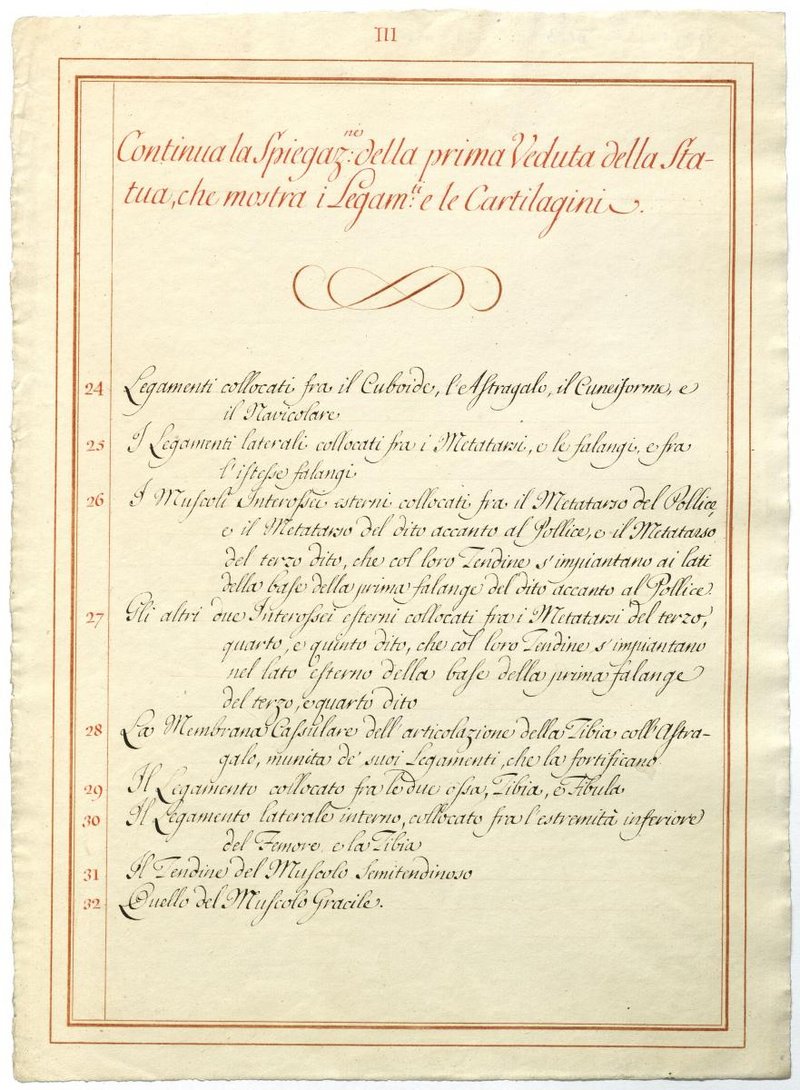 III
Continua la Spiegaz.ne: della prima Veduta della Sta-
tua, che mostra i Legam.ti: e le Cartilagini.
24 Legamenti collocati fra il Cuboide, l'Astragalo, il Cuneiforme, e
il Navicolare
25 I Legamenti laterali collocati fra i Metatarsi, e le falangi, e fra
l'istesse falangi
26 I Muscoli Interossei esterni collocati fra il Metatarso del Pollice,
e il Metatarso del dito accanto al Pollice, e il Metatarso
del terzo dito, che col loro Tendine s'impiantano ai lati
della base della prima falange del dito accanto al Pollice.
27 Gli altri due Interossei esterni collocati fra i Metatarsi del terzo,
quarto, e quinto dito, che col loro Tendine s'impiantano
nel lato esterno della base della prima falange
del terzo, e quarto dito
28 La Membrana Cassulare dell'articolazione della Tibia coll'Astra-
galo, munita de' suoi Legamenti, che la fortificano
29 Il Legamento collocato fra le due ossa, Tibia, e Fibula
30 Il Legamento laterale interno, collocato fra l'estremità inferiore
del Femore, e la Tibia
31 Il Tendine del Muscolo Semitendinoso
32 Quello del Muscolo Gracile.